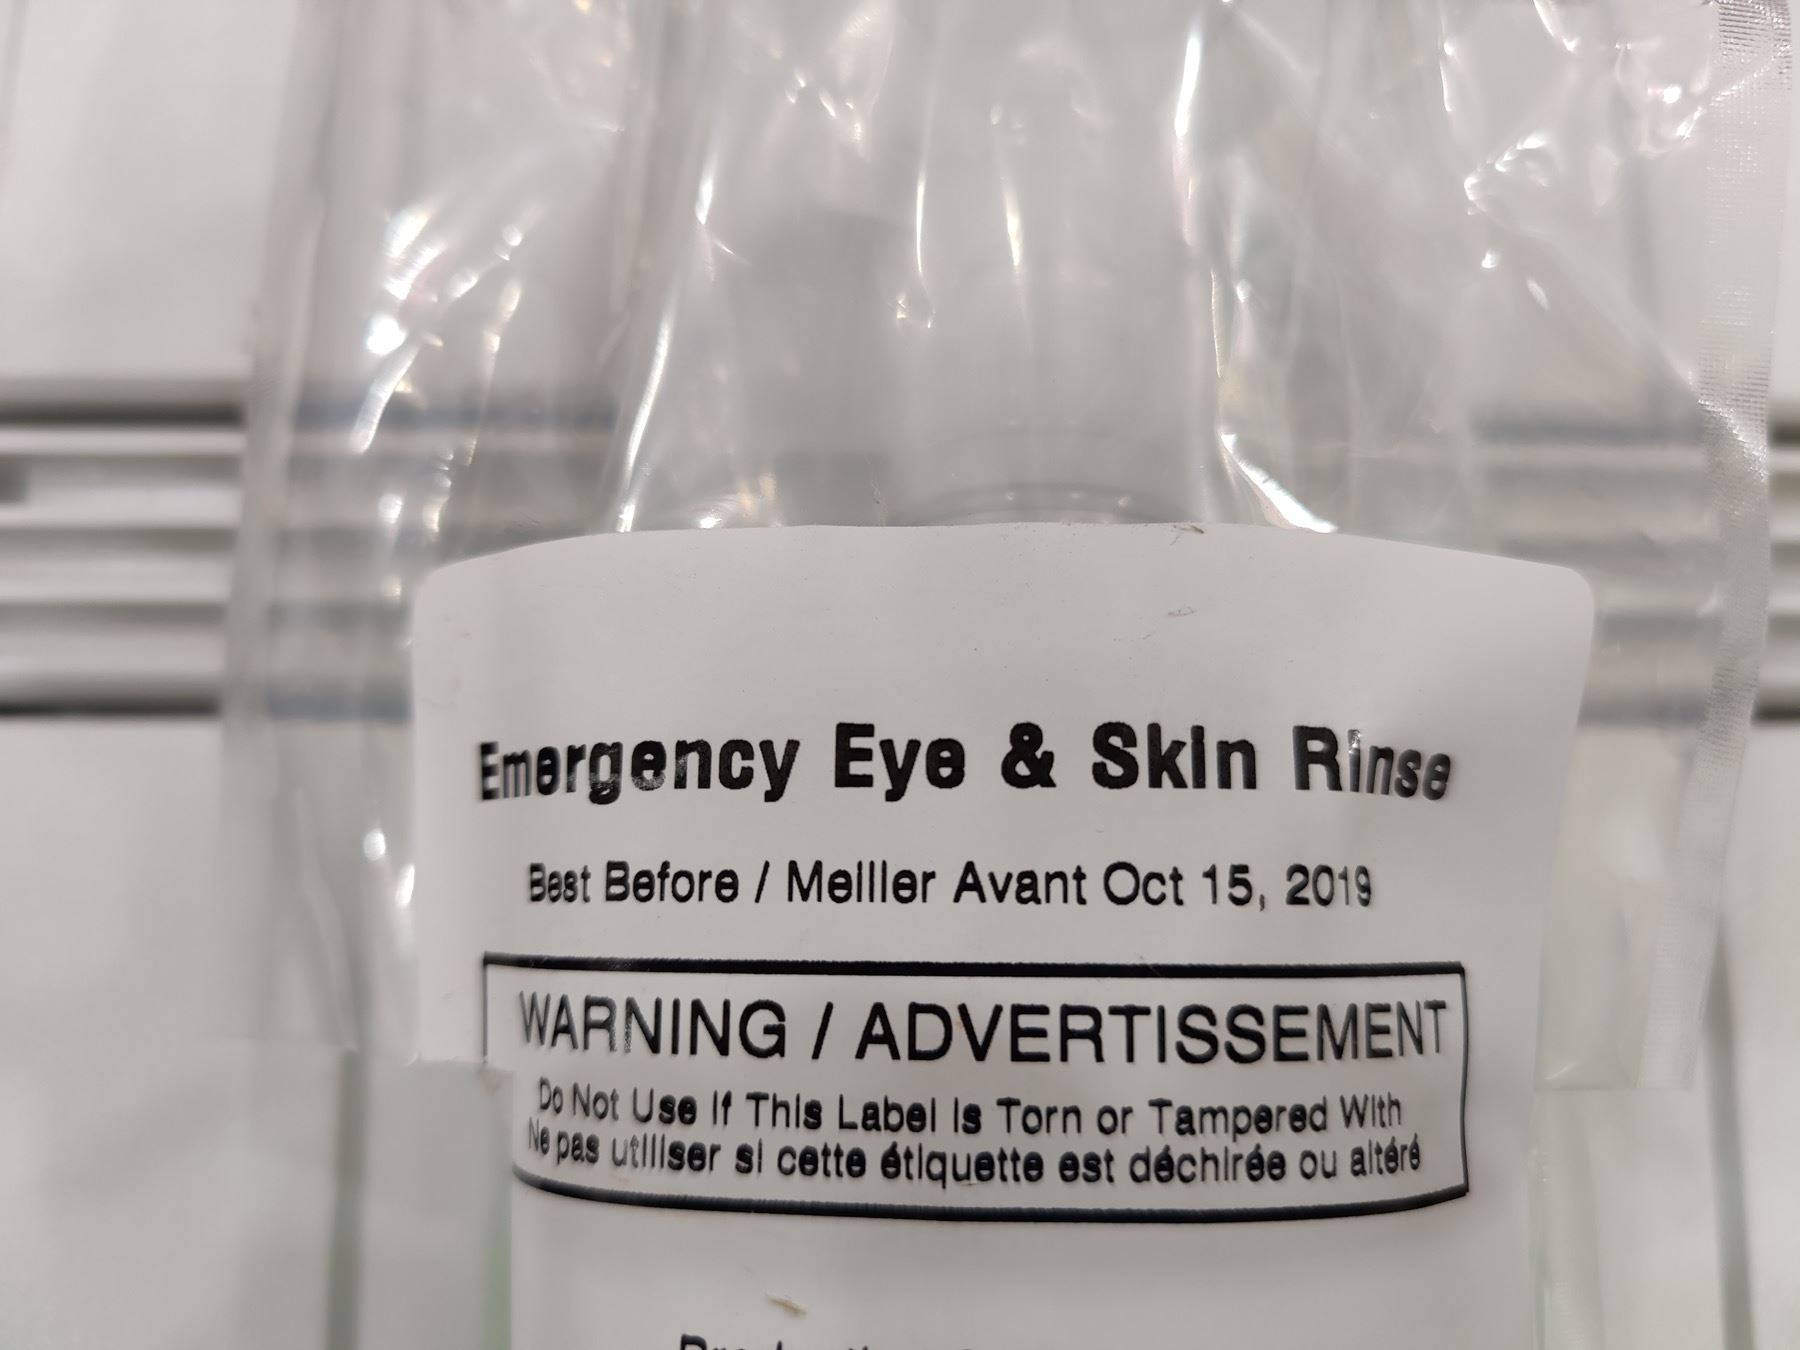 Emergency Eye & Skin Rinse
Best Before / Meiller Avant Oct 15, 2019
WARNING / ADVERTISSEMENT
Do Not Use If This Label Is Torn or Tampered With
Ne pas utiliser si cette étiquette est déchirée ou altéré